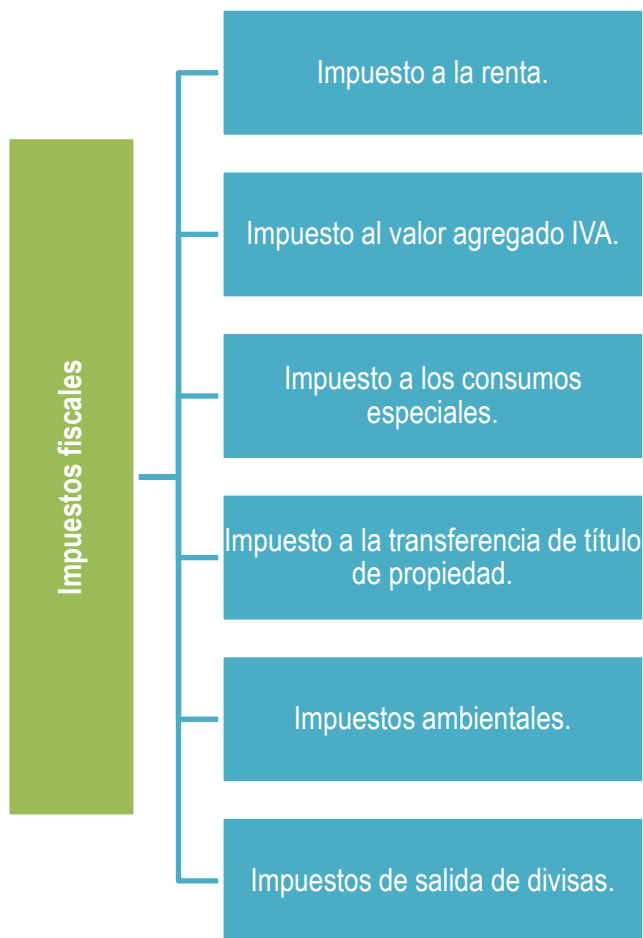 Impuestos fiscales
Impuesto a la renta.
Impuesto al valor agregado IVA.
Impuesto a los consumos
especiales.
Impuesto a la transferencia de título
de propiedad.
Impuestos ambientales.
Impuestos de salida de divisas.